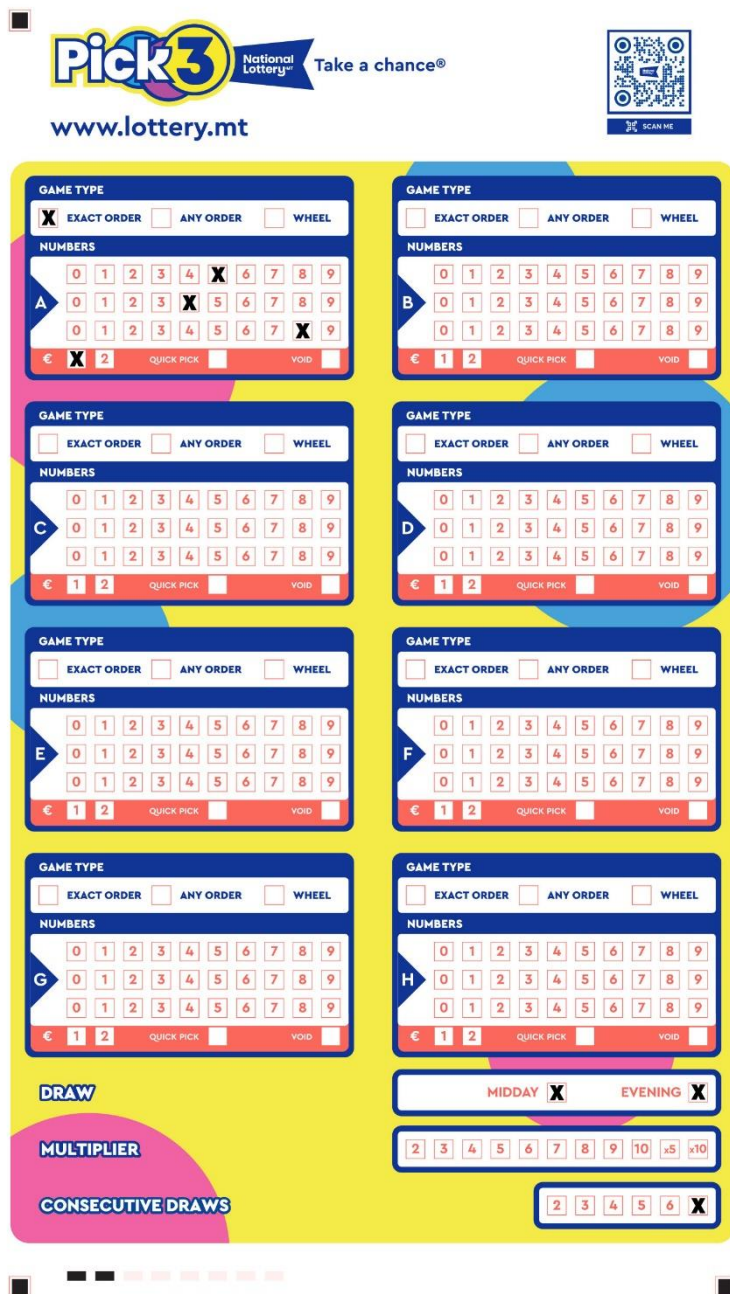 Pick3 National Lottery MT Take a chance®
www.lottery.mt
SCAN ME
GAME TYPE
X EXACT ORDER ANY ORDER WHEEL
NUMBERS
A
0 1 2 3 4 X 6 7 8 9
0 1 2 3 X 5 6 7 8 9
0 1 2 3 4 5 6 7 X 9
€ X 2 QUICK PICK VOID
GAME TYPE
EXACT ORDER ANY ORDER WHEEL
NUMBERS
B
0 1 2 3 4 5 6 7 8 9
0 1 2 3 4 5 6 7 8 9
0 1 2 3 4 5 6 7 8 9
€ 1 2 QUICK PICK VOID
GAME TYPE
EXACT ORDER ANY ORDER WHEEL
NUMBERS
C
0 1 2 3 4 5 6 7 8 9
0 1 2 3 4 5 6 7 8 9
0 1 2 3 4 5 6 7 8 9
€ 1 2 QUICK PICK VOID
GAME TYPE
EXACT ORDER ANY ORDER WHEEL
NUMBERS
D
0 1 2 3 4 5 6 7 8 9
0 1 2 3 4 5 6 7 8 9
0 1 2 3 4 5 6 7 8 9
€ 1 2 QUICK PICK VOID
GAME TYPE
EXACT ORDER ANY ORDER WHEEL
NUMBERS
E
0 1 2 3 4 5 6 7 8 9
0 1 2 3 4 5 6 7 8 9
0 1 2 3 4 5 6 7 8 9
€ 1 2 QUICK PICK VOID
GAME TYPE
EXACT ORDER ANY ORDER WHEEL
NUMBERS
F
0 1 2 3 4 5 6 7 8 9
0 1 2 3 4 5 6 7 8 9
0 1 2 3 4 5 6 7 8 9
€ 1 2 QUICK PICK VOID
GAME TYPE
EXACT ORDER ANY ORDER WHEEL
NUMBERS
G
0 1 2 3 4 5 6 7 8 9
0 1 2 3 4 5 6 7 8 9
0 1 2 3 4 5 6 7 8 9
€ 1 2 QUICK PICK VOID
GAME TYPE
EXACT ORDER ANY ORDER WHEEL
NUMBERS
H
0 1 2 3 4 5 6 7 8 9
0 1 2 3 4 5 6 7 8 9
0 1 2 3 4 5 6 7 8 9
€ 1 2 QUICK PICK VOID
DRAW MIDDAY X EVENING X
MULTIPLIER 2 3 4 5 6 7 8 9 10 x5 x10
CONSECUTIVE DRAWS 2 3 4 5 6 X